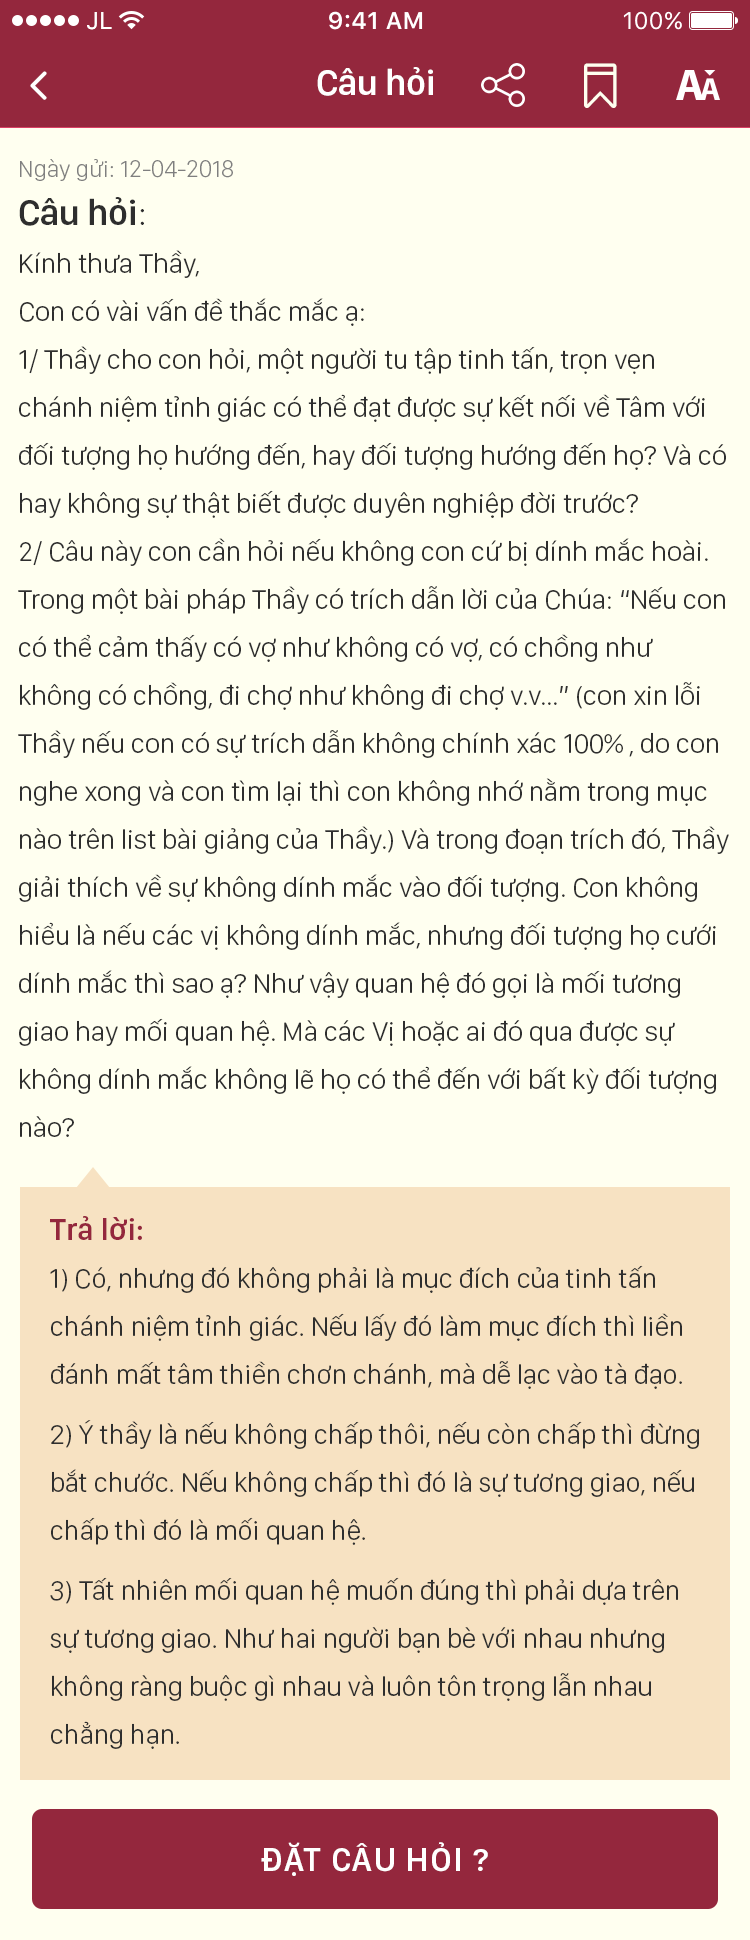 JL 9:41 AM 100%
Câu hỏi AA
Ngày gửi: 12-04-2018
Câu hỏi:
Kính thưa Thầy,
Con có vài vấn đề thắc mắc ạ:
1/ Thầy cho con hỏi, một người tu tập tinh tấn, trọn vẹn
chánh niệm tỉnh giác có thể đạt được sự kết nối về Tâm với
đối tượng họ hướng đến, hay đối tượng hướng đến họ? Và có
hay không sự thật biết được duyên nghiệp đời trước?
2/ Câu này con cần hỏi nếu không con cứ bị dính mắc hoài.
Trong một bài pháp Thầy có trích dẫn lời của Chúa: “Nếu con
có thể cảm thấy có vợ như không có vợ, có chồng như
không có chồng, đi chợ như không đi chợ v.v...” (con xin lỗi
Thầy nếu con có sự trích dẫn không chính xác 100% , do con
nghe xong và con tìm lại thì con không nhớ nằm trong mục
nào trên list bài giảng của Thầy.) Và trong đoạn trích đó, Thầy
giải thích về sự không dính mắc vào đối tượng. Con không
hiểu là nếu các vị không dính mắc, nhưng đối tượng họ cưới
dính mắc thì sao ạ? Như vậy quan hệ đó gọi là mối tương
giao hay mối quan hệ. Mà các Vị hoặc ai đó qua được sự
không dính mắc không lẽ họ có thể đến với bất kỳ đối tượng
nào?
Trả lời:
1) Có, nhưng đó không phải là mục đích của tinh tấn
chánh niệm tỉnh giác. Nếu lấy đó làm mục đích thì liền
đánh mất tâm thiền chơn chánh, mà dễ lạc vào tà đạo.
2) Ý thầy là nếu không chấp thôi, nếu còn chấp thì đừng
bắt chước. Nếu không chấp thì đó là sự tương giao, nếu
chấp thì đó là mối quan hệ.
3) Tất nhiên mối quan hệ muốn đúng thì phải dựa trên
sự tương giao. Như hai người bạn bè với nhau nhưng
không ràng buộc gì nhau và luôn tôn trọng lẫn nhau
chẳng hạn.
ĐẶT CÂU HỎI ?